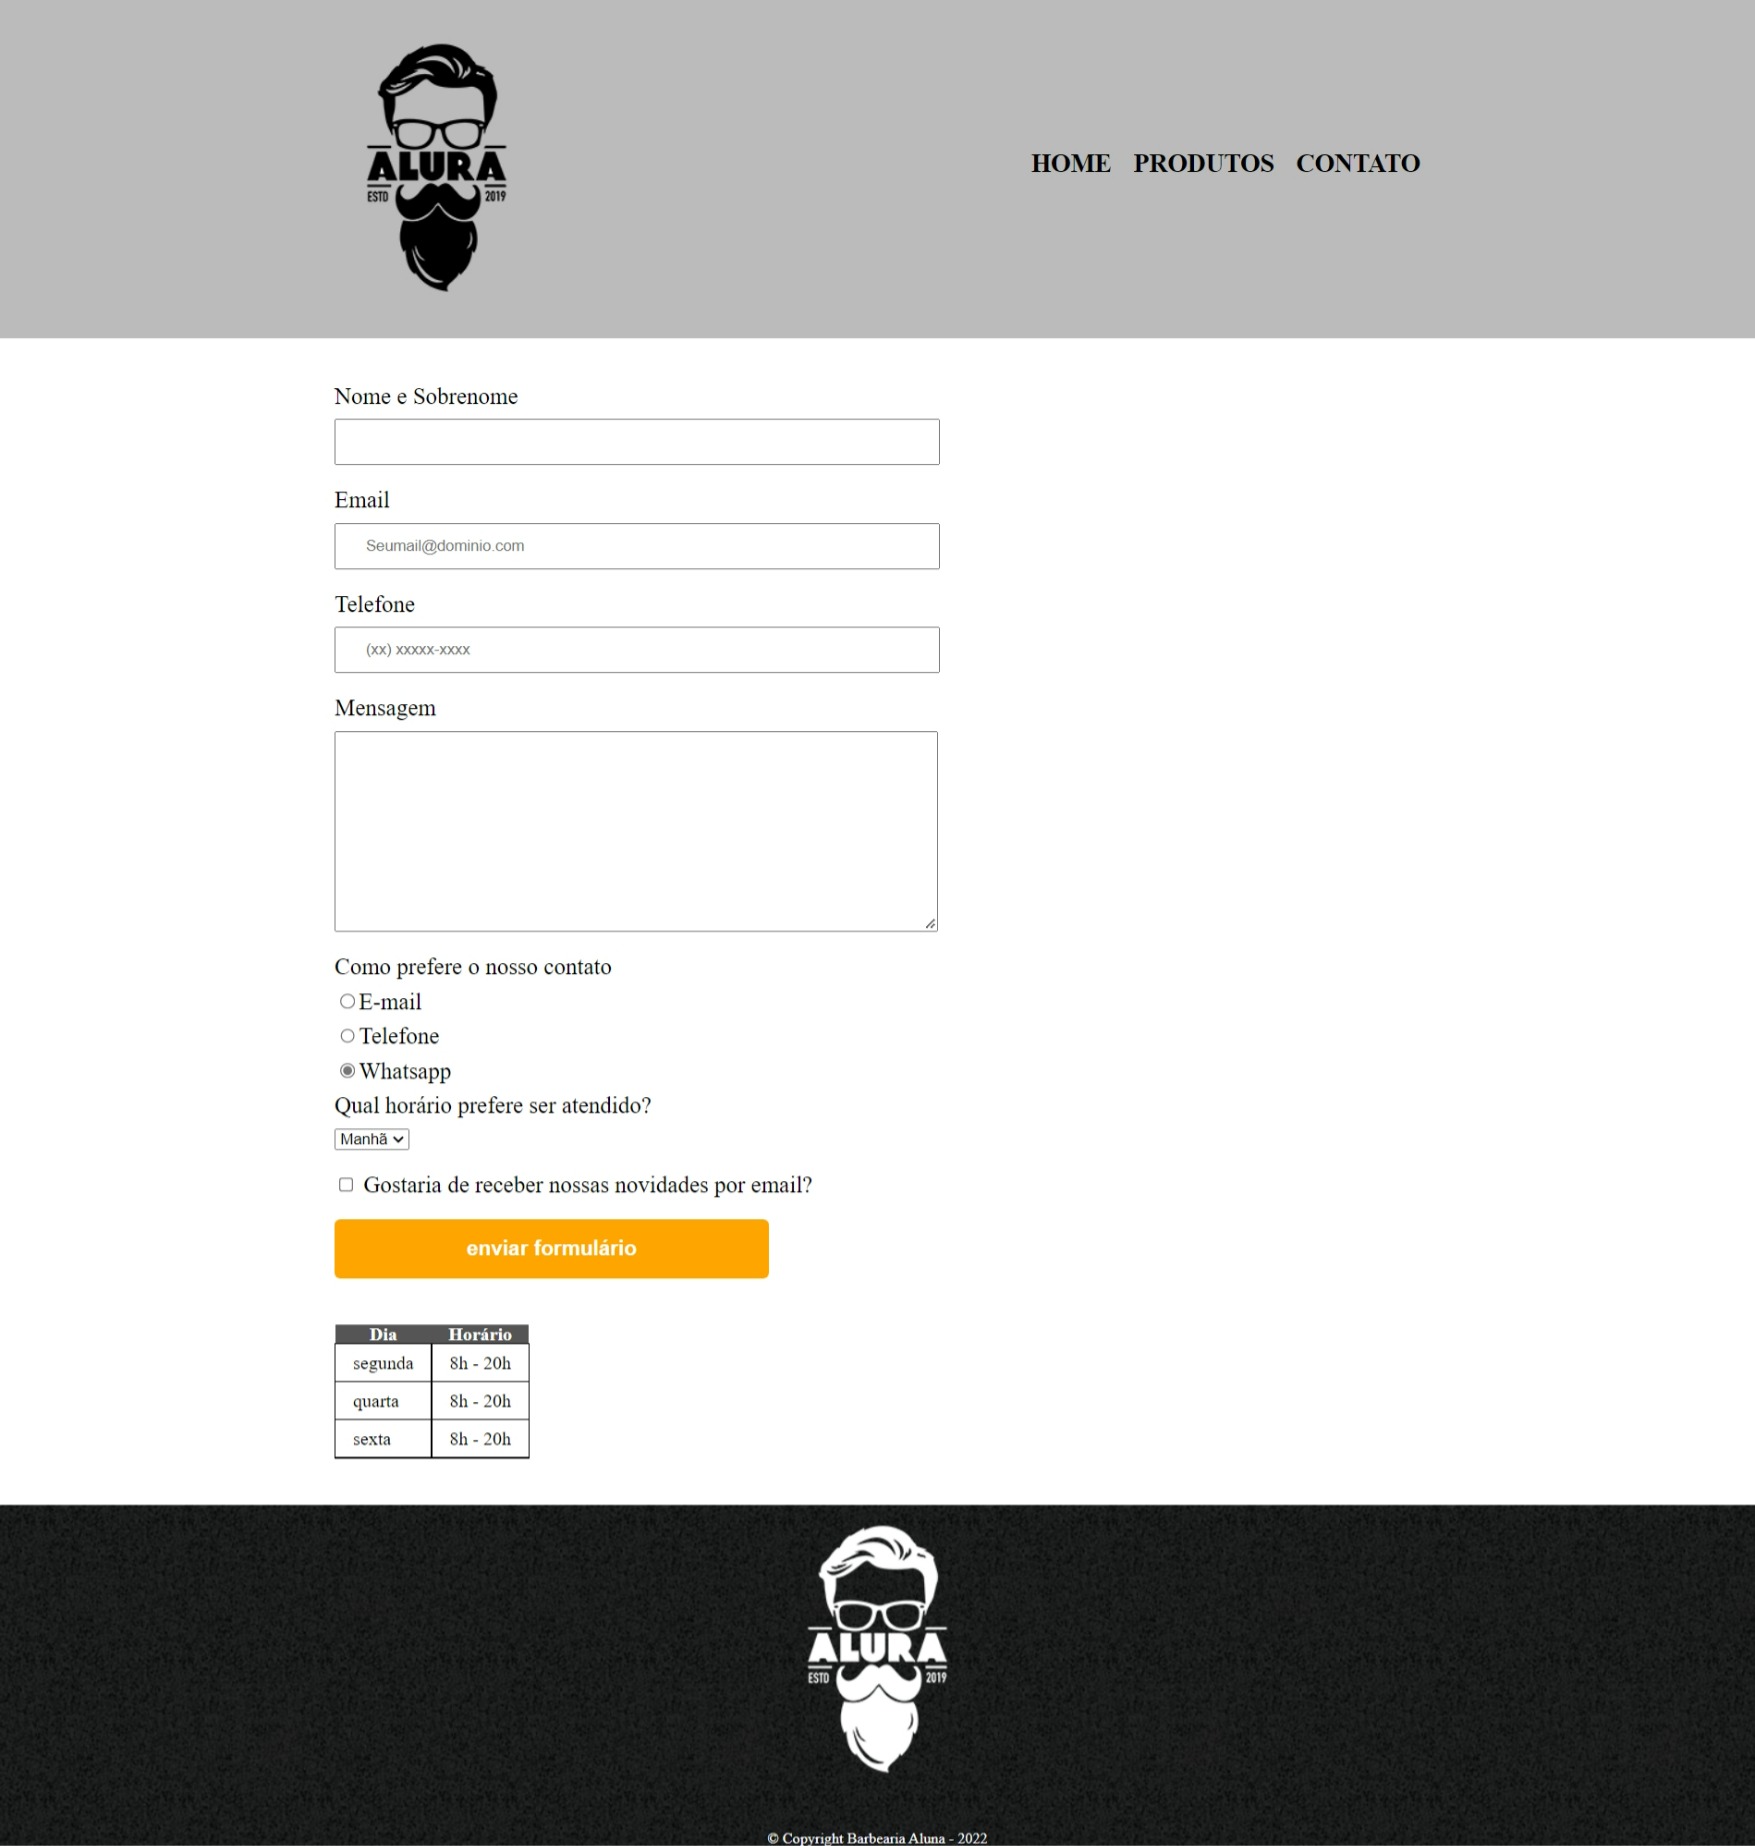 ALURA
ESTD 2019
HOME PRODUTOS CONTATO
Nome e Sobrenome
Email
Seumail@dominio.com
Telefone
(xx) xxxxx-xxxx
Mensagem
Como prefere o nosso contato
E-mail
Telefone
Whatsapp
Qual horário prefere ser atendido?
Manhã
Gostaria de receber nossas novidades por email?
enviar formulário
Dia Horário
segunda 8h - 20h
quarta 8h - 20h
sexta 8h - 20h
ALURA
ESTD 2019
© Copyright Barbearia Aluna - 2022